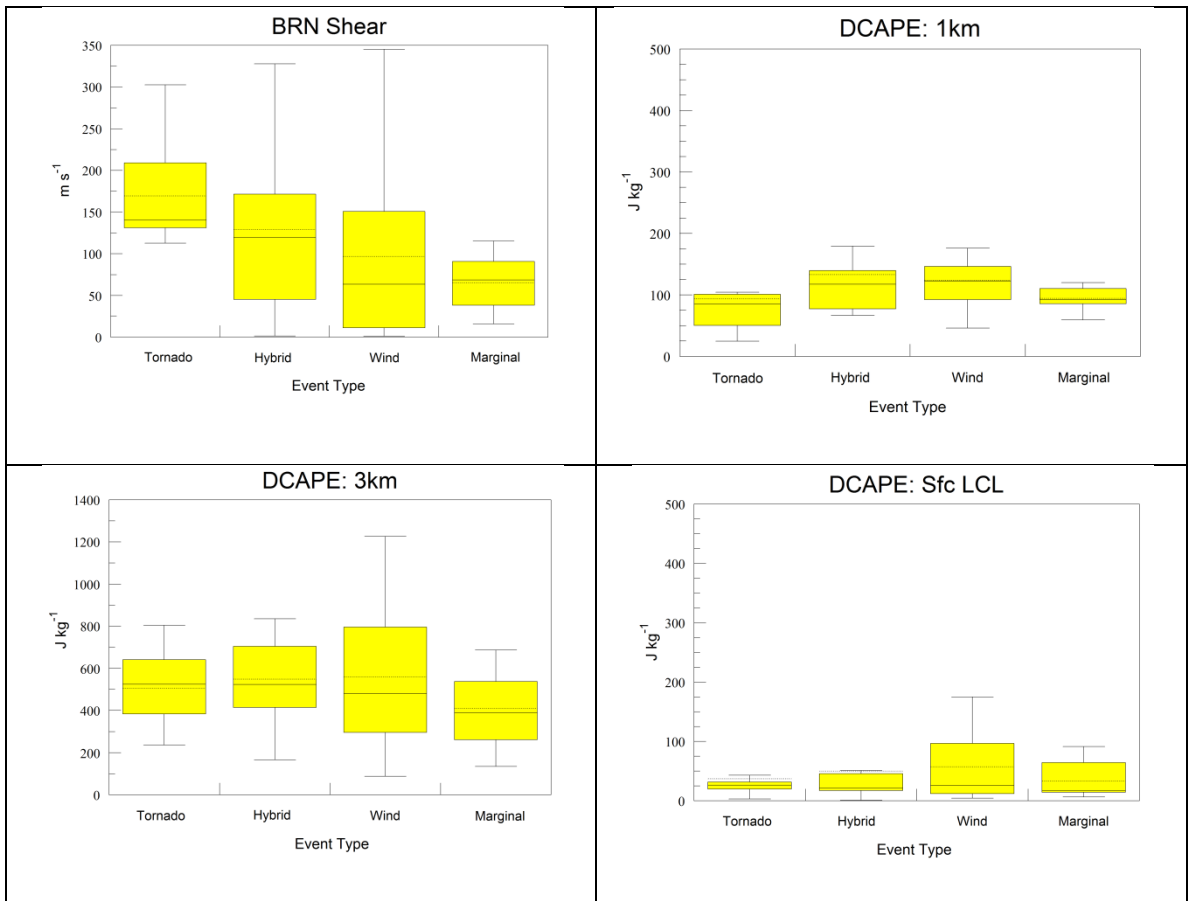 BRN Shear
350
300
250
200
150
100
50
0
m s⁻¹
Tornado Hybrid Wind Marginal
Event Type
DCAPE: 1km
500
400
300
200
100
0
J kg⁻¹
Tornado Hybrid Wind Marginal
Event Type
DCAPE: 3km
1400
1200
1000
800
600
400
200
0
J kg⁻¹
Tornado Hybrid Wind Marginal
Event Type
DCAPE: Sfc LCL
500
400
300
200
100
0
J kg⁻¹
Tornado Hybrid Wind Marginal
Event Type